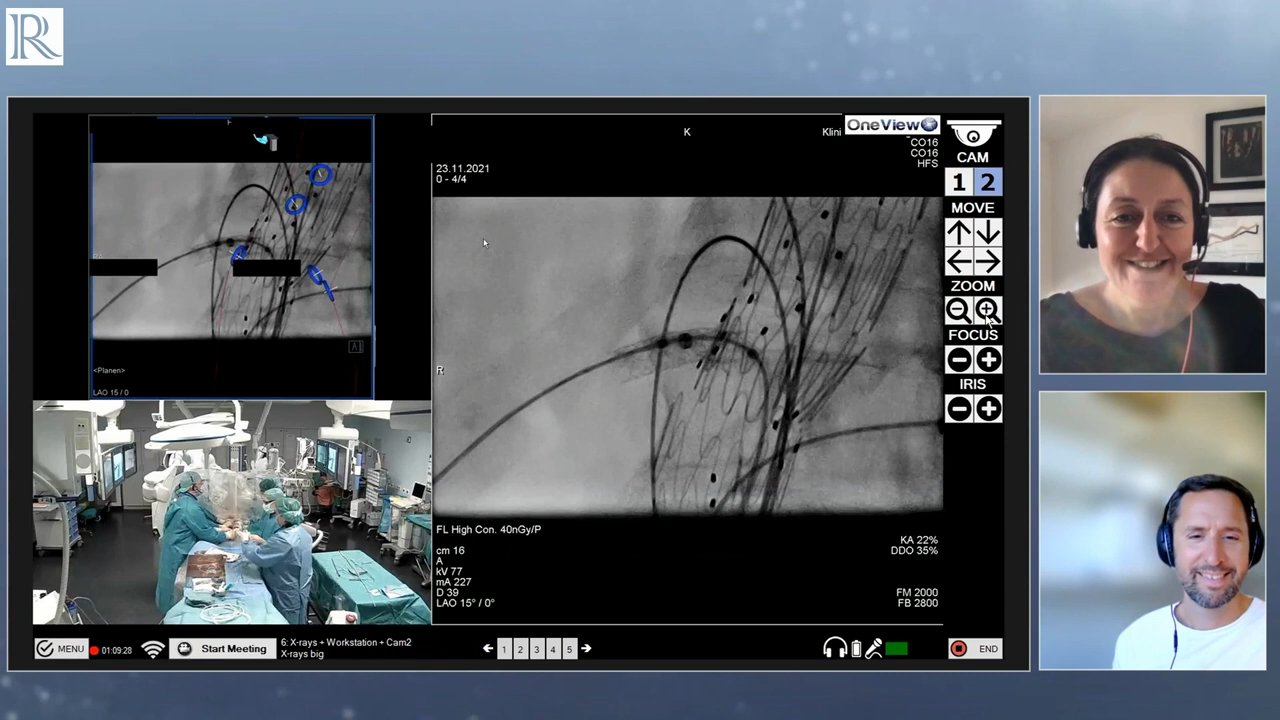 R
K
Klini
OneView
CO16
CO16
HFS
CAM
1 2
MOVE
ZOOM
FOCUS
IRIS
23.11.2021
0 - 4/4
R
<Planen>
LAO 15 / 0
FL High Con. 40nGy/P
cm 16
A
kV 77
mA 227
D 39
LAO 15° / 0°
KA 22%
DDO 35%
FM 2000
FB 2800
MENU
01:09:28
Start Meeting
6: X-rays + Workstation + Cam2
X-rays big
1 2 3 4 5
END